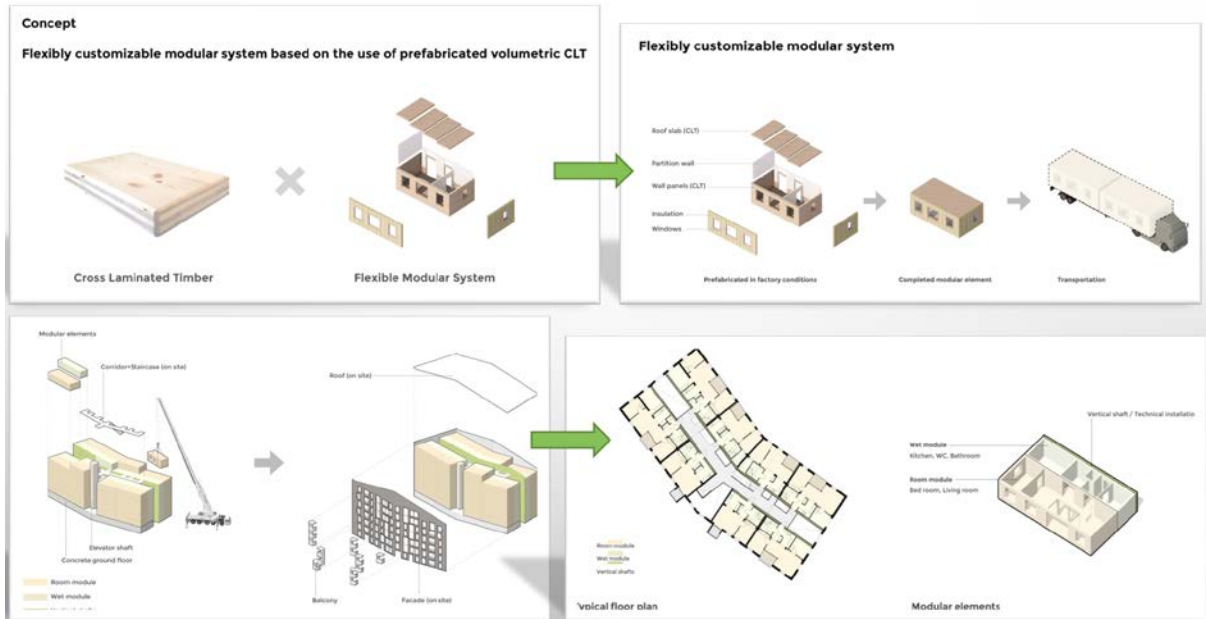 Concept
Flexibly customizable modular system based on the use of prefabricated volumetric CLT
Cross Laminated Timber
Flexible Modular System
Flexibly customizable modular system
Roof slab (CLT)
Partition wall
Wall panels (CLT)
Insulation
Windows
Prefabricated in factory conditions
Completed modular element
Transportation
Modular elements
Corridor+Staircase (on site)
Elevator shaft
Concrete ground floor
Room module
Wet module
Roof (on site)
Balcony
Facade (on site)
Room module
Wet module
Vertical shafts
Typical floor plan
Vertical shaft / Technical installatio
Wet module
Kitchen, WC, Bathroom
Room module
Bed room, Living room
Modular elements